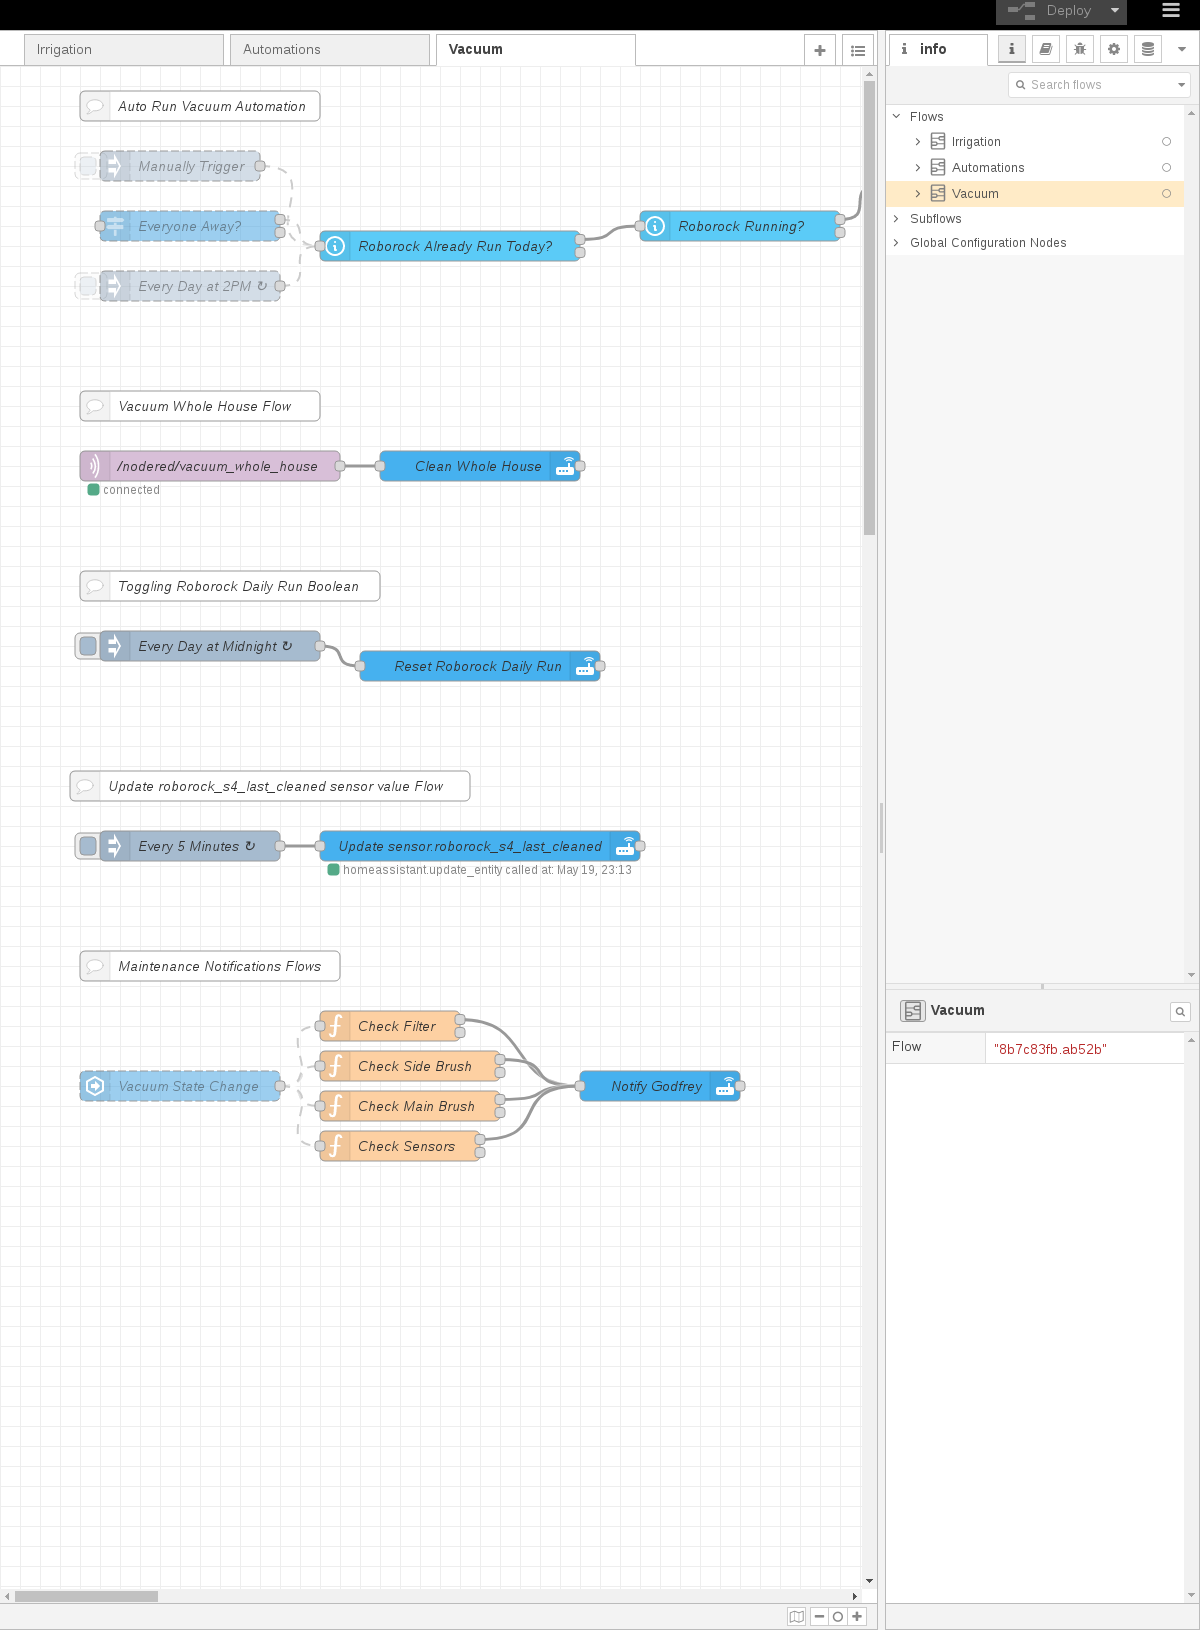 Deploy
Irrigation
Automations
Vacuum
info
Search flows
Flows
Irrigation
Automations
Vacuum
Subflows
Global Configuration Nodes
Auto Run Vacuum Automation
Manually Trigger
Everyone Away?
Roborock Already Run Today?
Roborock Running?
Every Day at 2PM ↻
Vacuum Whole House Flow
/nodered/vacuum_whole_house
Clean Whole House
connected
Toggling Roborock Daily Run Boolean
Every Day at Midnight ↻
Reset Roborock Daily Run
Update roborock_s4_last_cleaned sensor value Flow
Every 5 Minutes ↻
Update sensor.roborock_s4_last_cleaned
homeassistant.update_entity called at: May 19, 23:13
Maintenance Notifications Flows
Check Filter
Check Side Brush
Vacuum State Change
Notify Godfrey
Check Main Brush
Check Sensors
Vacuum
Flow
"8b7c83fb.ab52b"